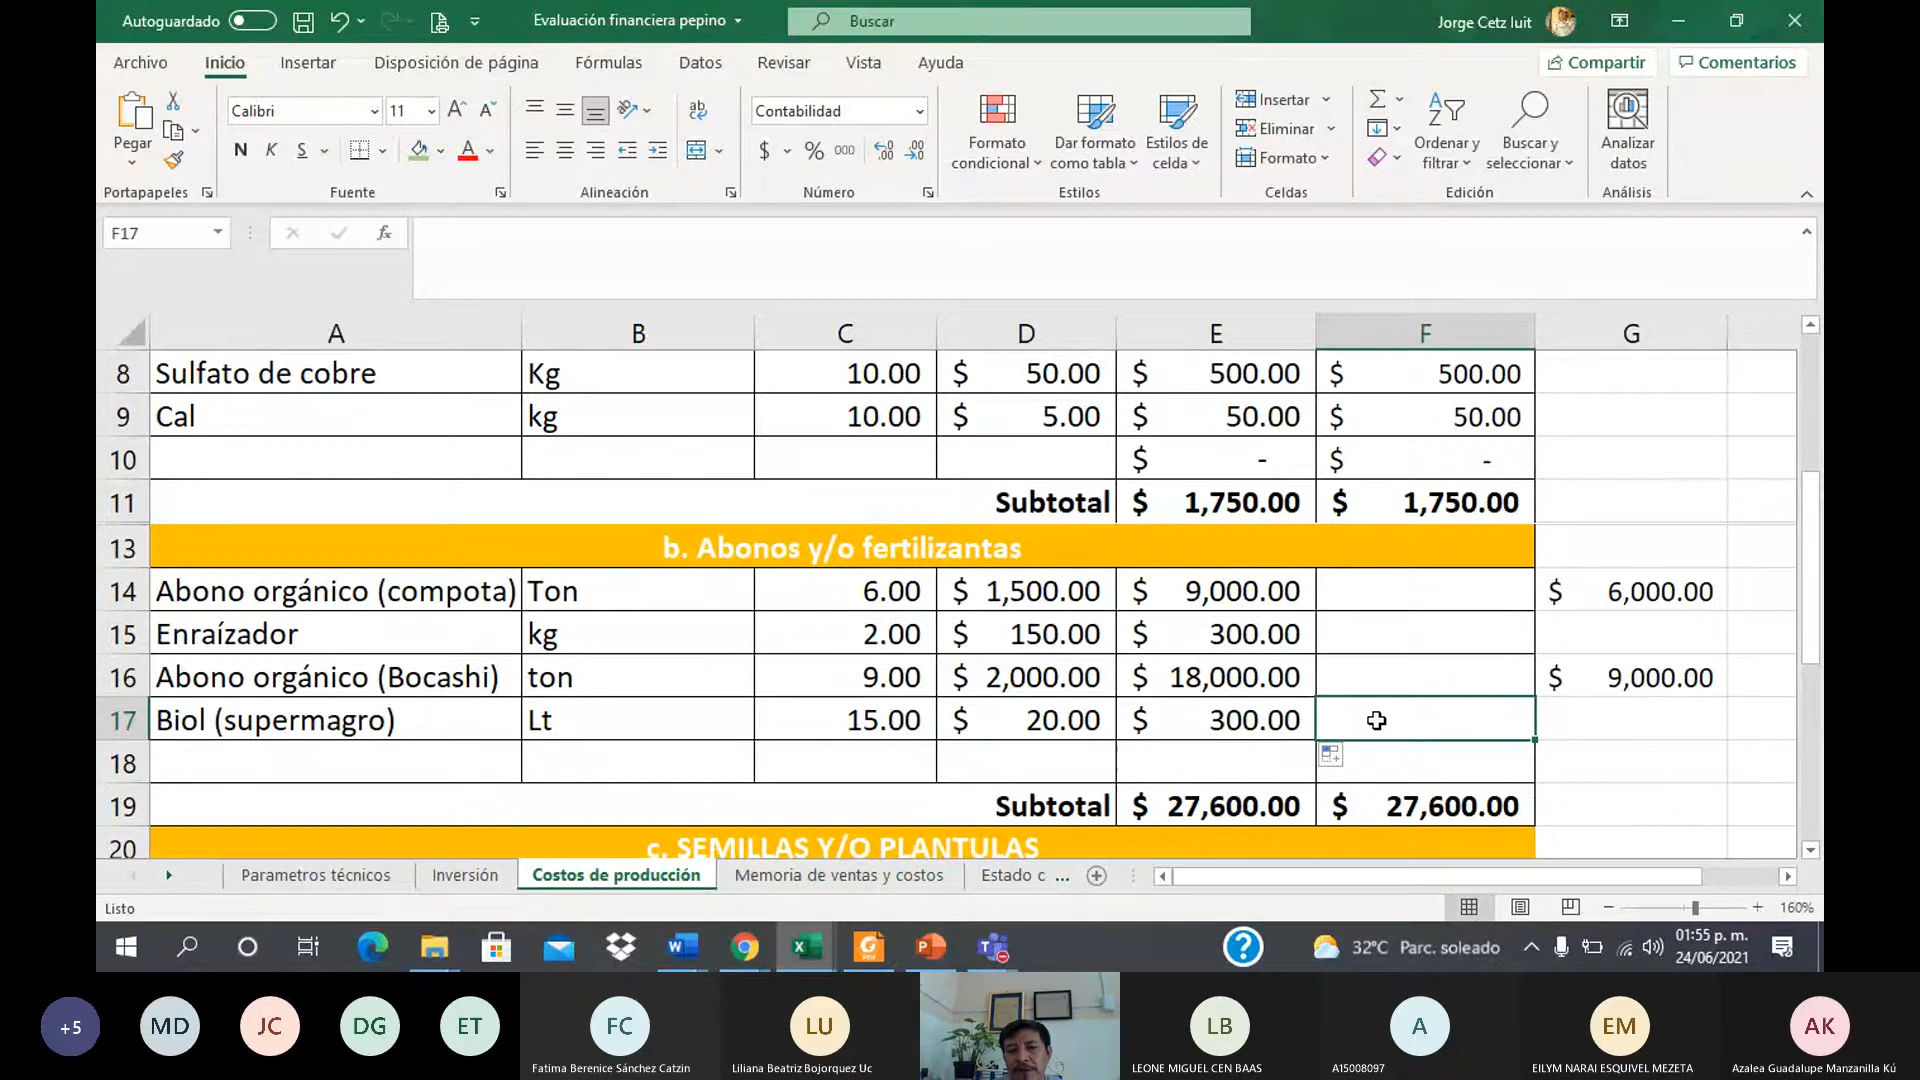 Autoguardado
Evaluación financiera pepino
Buscar
Jorge Cetz luit
Archivo Inicio Insertar Disposición de página Fórmulas Datos Revisar Vista Ayuda Compartir Comentarios
Pegar
Portapapeles
Calibri 11
N K S
Fuente
Alineación
Contabilidad
$ % 000
Número
Formato condicional
Dar formato como tabla
Estilos de celda
Estilos
Insertar
Eliminar
Formato
Celdas
Ordenar y filtrar
Buscar y seleccionar
Edición
Analizar datos
Análisis
F17 fx
A B C D E F G
8 Sulfato de cobre Kg 10.00 $ 50.00 $ 500.00 $ 500.00
9 Cal kg 10.00 $ 5.00 $ 50.00 $ 50.00
10 $ - $ -
11 Subtotal $ 1,750.00 $ 1,750.00
13 b. Abonos y/o fertilizantas
14 Abono orgánico (compota) Ton 6.00 $ 1,500.00 $ 9,000.00 $ 6,000.00
15 Enraízador kg 2.00 $ 150.00 $ 300.00
16 Abono orgánico (Bocashi) ton 9.00 $ 2,000.00 $ 18,000.00 $ 9,000.00
17 Biol (supermagro) Lt 15.00 $ 20.00 $ 300.00
18
19 Subtotal $ 27,600.00 $ 27,600.00
20 c. SEMILLAS Y/O PLANTULAS
Parametros técnicos Inversión Costos de producción Memoria de ventas y costos Estado c ...
Listo 160%
32°C Parc. soleado
01:55 p. m.
24/06/2021
+5 MD JC DG ET FC LU LB A EM AK
Fatima Berenice Sánchez Catzin Liliana Beatriz Bojorquez Uc LEONE MIGUEL CEN BAAS A15008097 EILYM NARAI ESQUIVEL MEZETA Azalea Guadalupe Manzanilla Kú